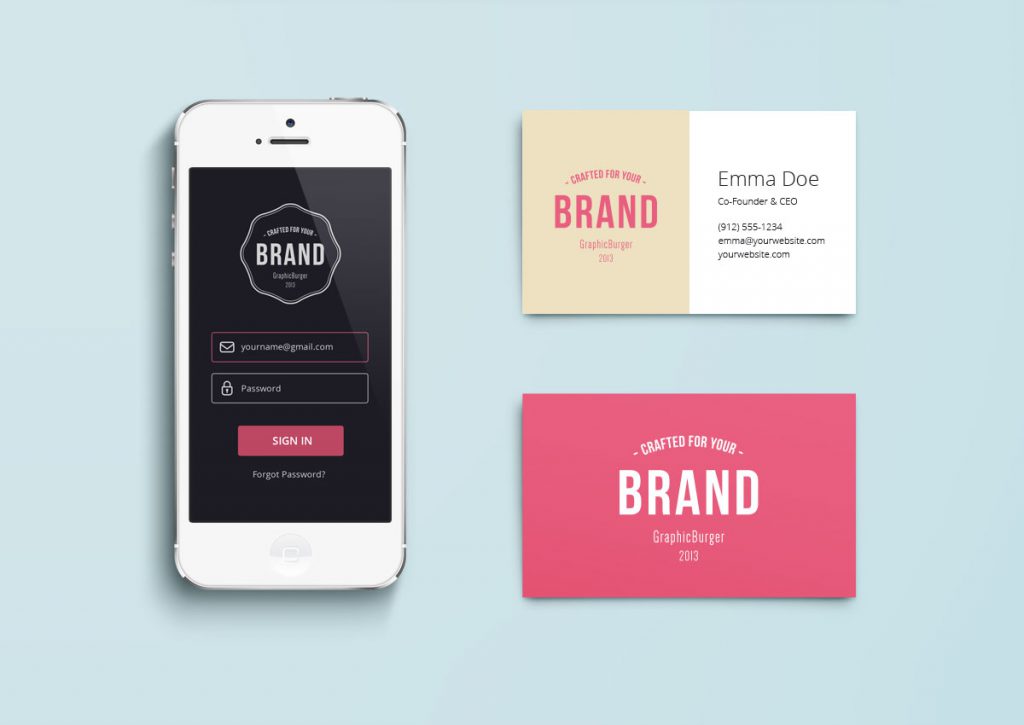 - CRAFTED FOR YOUR -
BRAND
GraphicBurger
2013
yourname@gmail.com
Password
SIGN IN
Forgot Password?
- CRAFTED FOR YOUR -
BRAND
GraphicBurger
2013
Emma Doe
Co-Founder & CEO
(912) 555-1234
emma@yourwebsite.com
yourwebsite.com
- CRAFTED FOR YOUR -
BRAND
GraphicBurger
2013